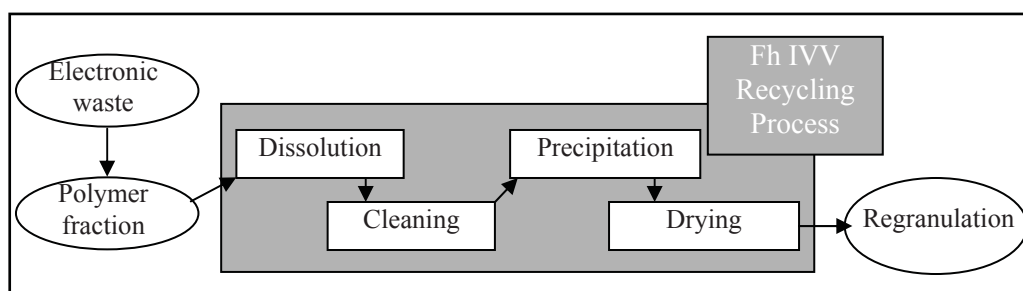 Electronic
waste
Polymer
fraction
Dissolution
Cleaning
Precipitation
Drying
Fh IVV
Recycling
Process
Regranulation